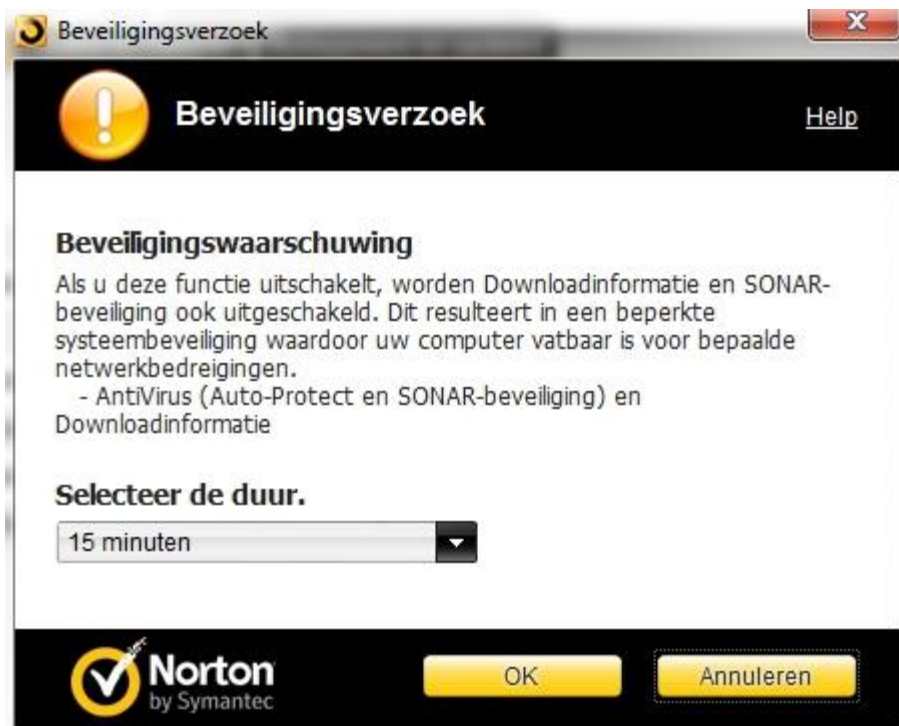 Beveiligingsverzoek
X
Beveiligingsverzoek
Help
Beveiligingswaarschuwing
Als u deze functie uitschakelt, worden Downloadinformatie en SONAR-
beveiliging ook uitgeschakeld. Dit resulteert in een beperkte
systeembeveiliging waardoor uw computer vatbaar is voor bepaalde
netwerkbedreigingen.
- AntiVirus (Auto-Protect en SONAR-beveiliging) en
Downloadinformatie
Selecteer de duur.
15 minuten
Norton
by Symantec
OK
Annuleren